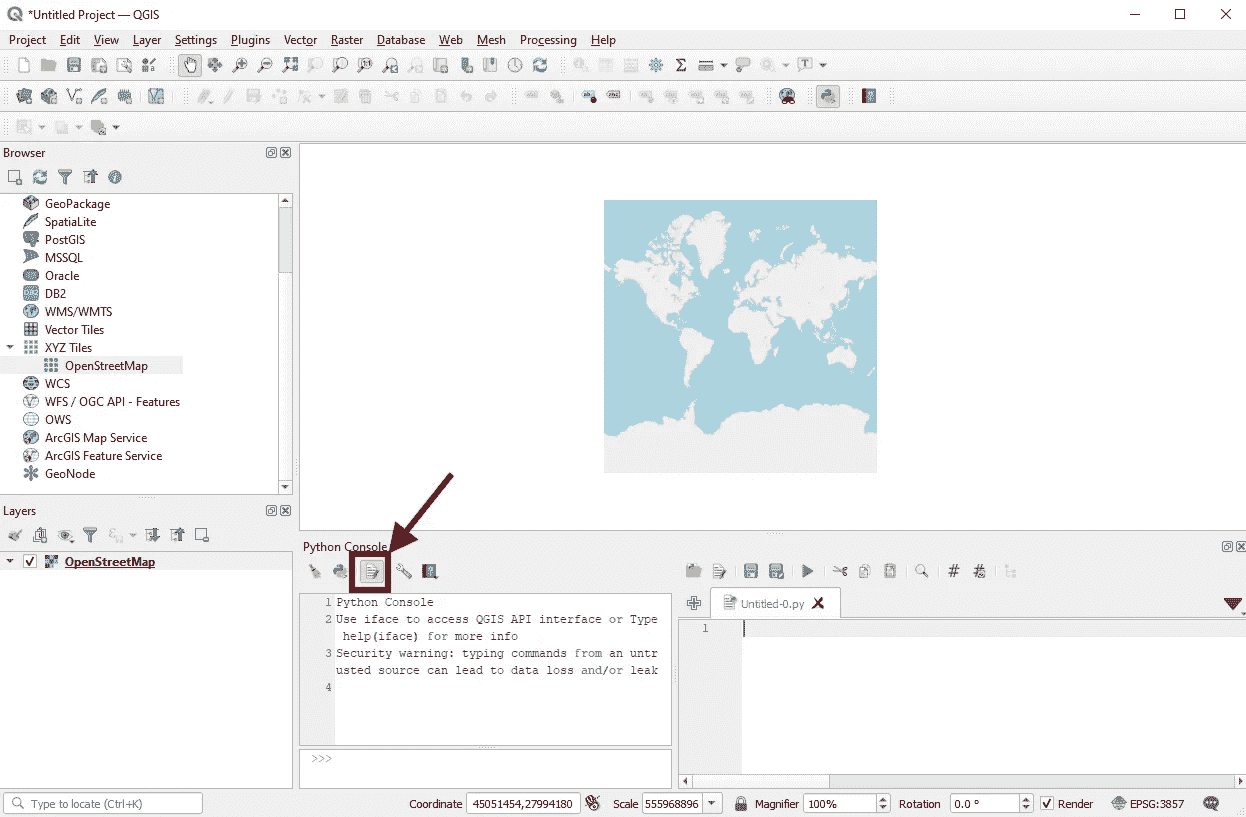 *Untitled Project — QGIS
Project Edit View Layer Settings Plugins Vector Raster Database Web Mesh Processing Help
Browser
GeoPackage
SpatiaLite
PostGIS
MSSQL
Oracle
DB2
WMS/WMTS
Vector Tiles
XYZ Tiles
OpenStreetMap
WCS
WFS / OGC API - Features
OWS
ArcGIS Map Service
ArcGIS Feature Service
GeoNode
Layers
OpenStreetMap
Python Console
1 Python Console
2 Use iface to access QGIS API interface or Type
help(iface) for more info
3 Security warning: typing commands from an untr
usted source can lead to data loss and/or leak
4
>>>
Untitled-0.py
1
Type to locate (Ctrl+K)
Coordinate 45051454,27994180 Scale 555968896 Magnifier 100% Rotation 0.0 ° Render EPSG:3857